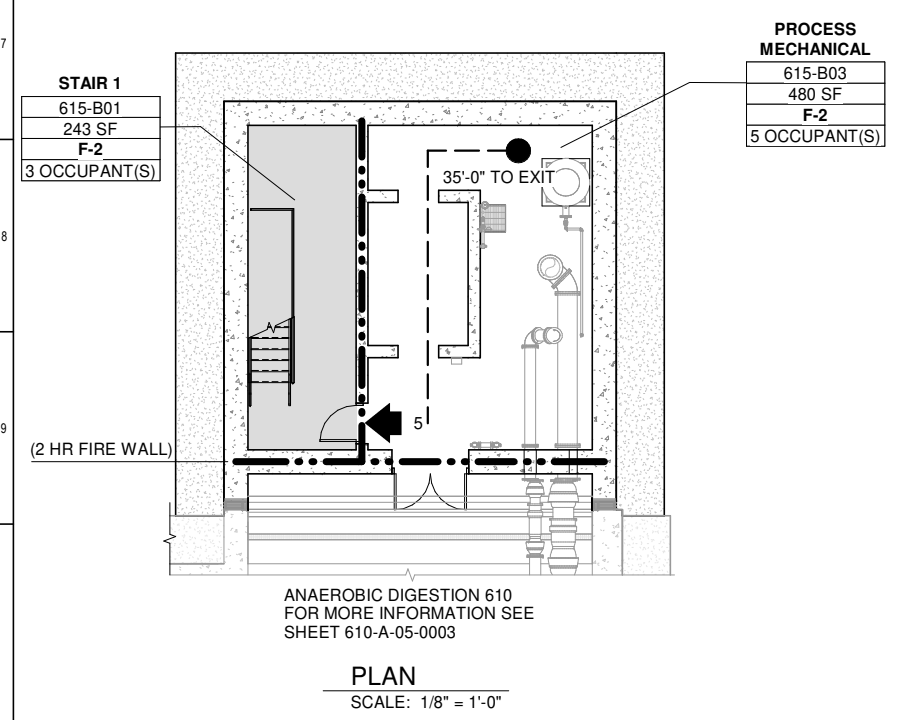 7
8
9
STAIR 1
615-B01
243 SF
F-2
3 OCCUPANT(S)
PROCESS
MECHANICAL
615-B03
480 SF
F-2
5 OCCUPANT(S)
35'-0" TO EXIT
5
(2 HR FIRE WALL)
ANAEROBIC DIGESTION 610
FOR MORE INFORMATION SEE
SHEET 610-A-05-0003
PLAN
SCALE: 1/8" = 1'-0"